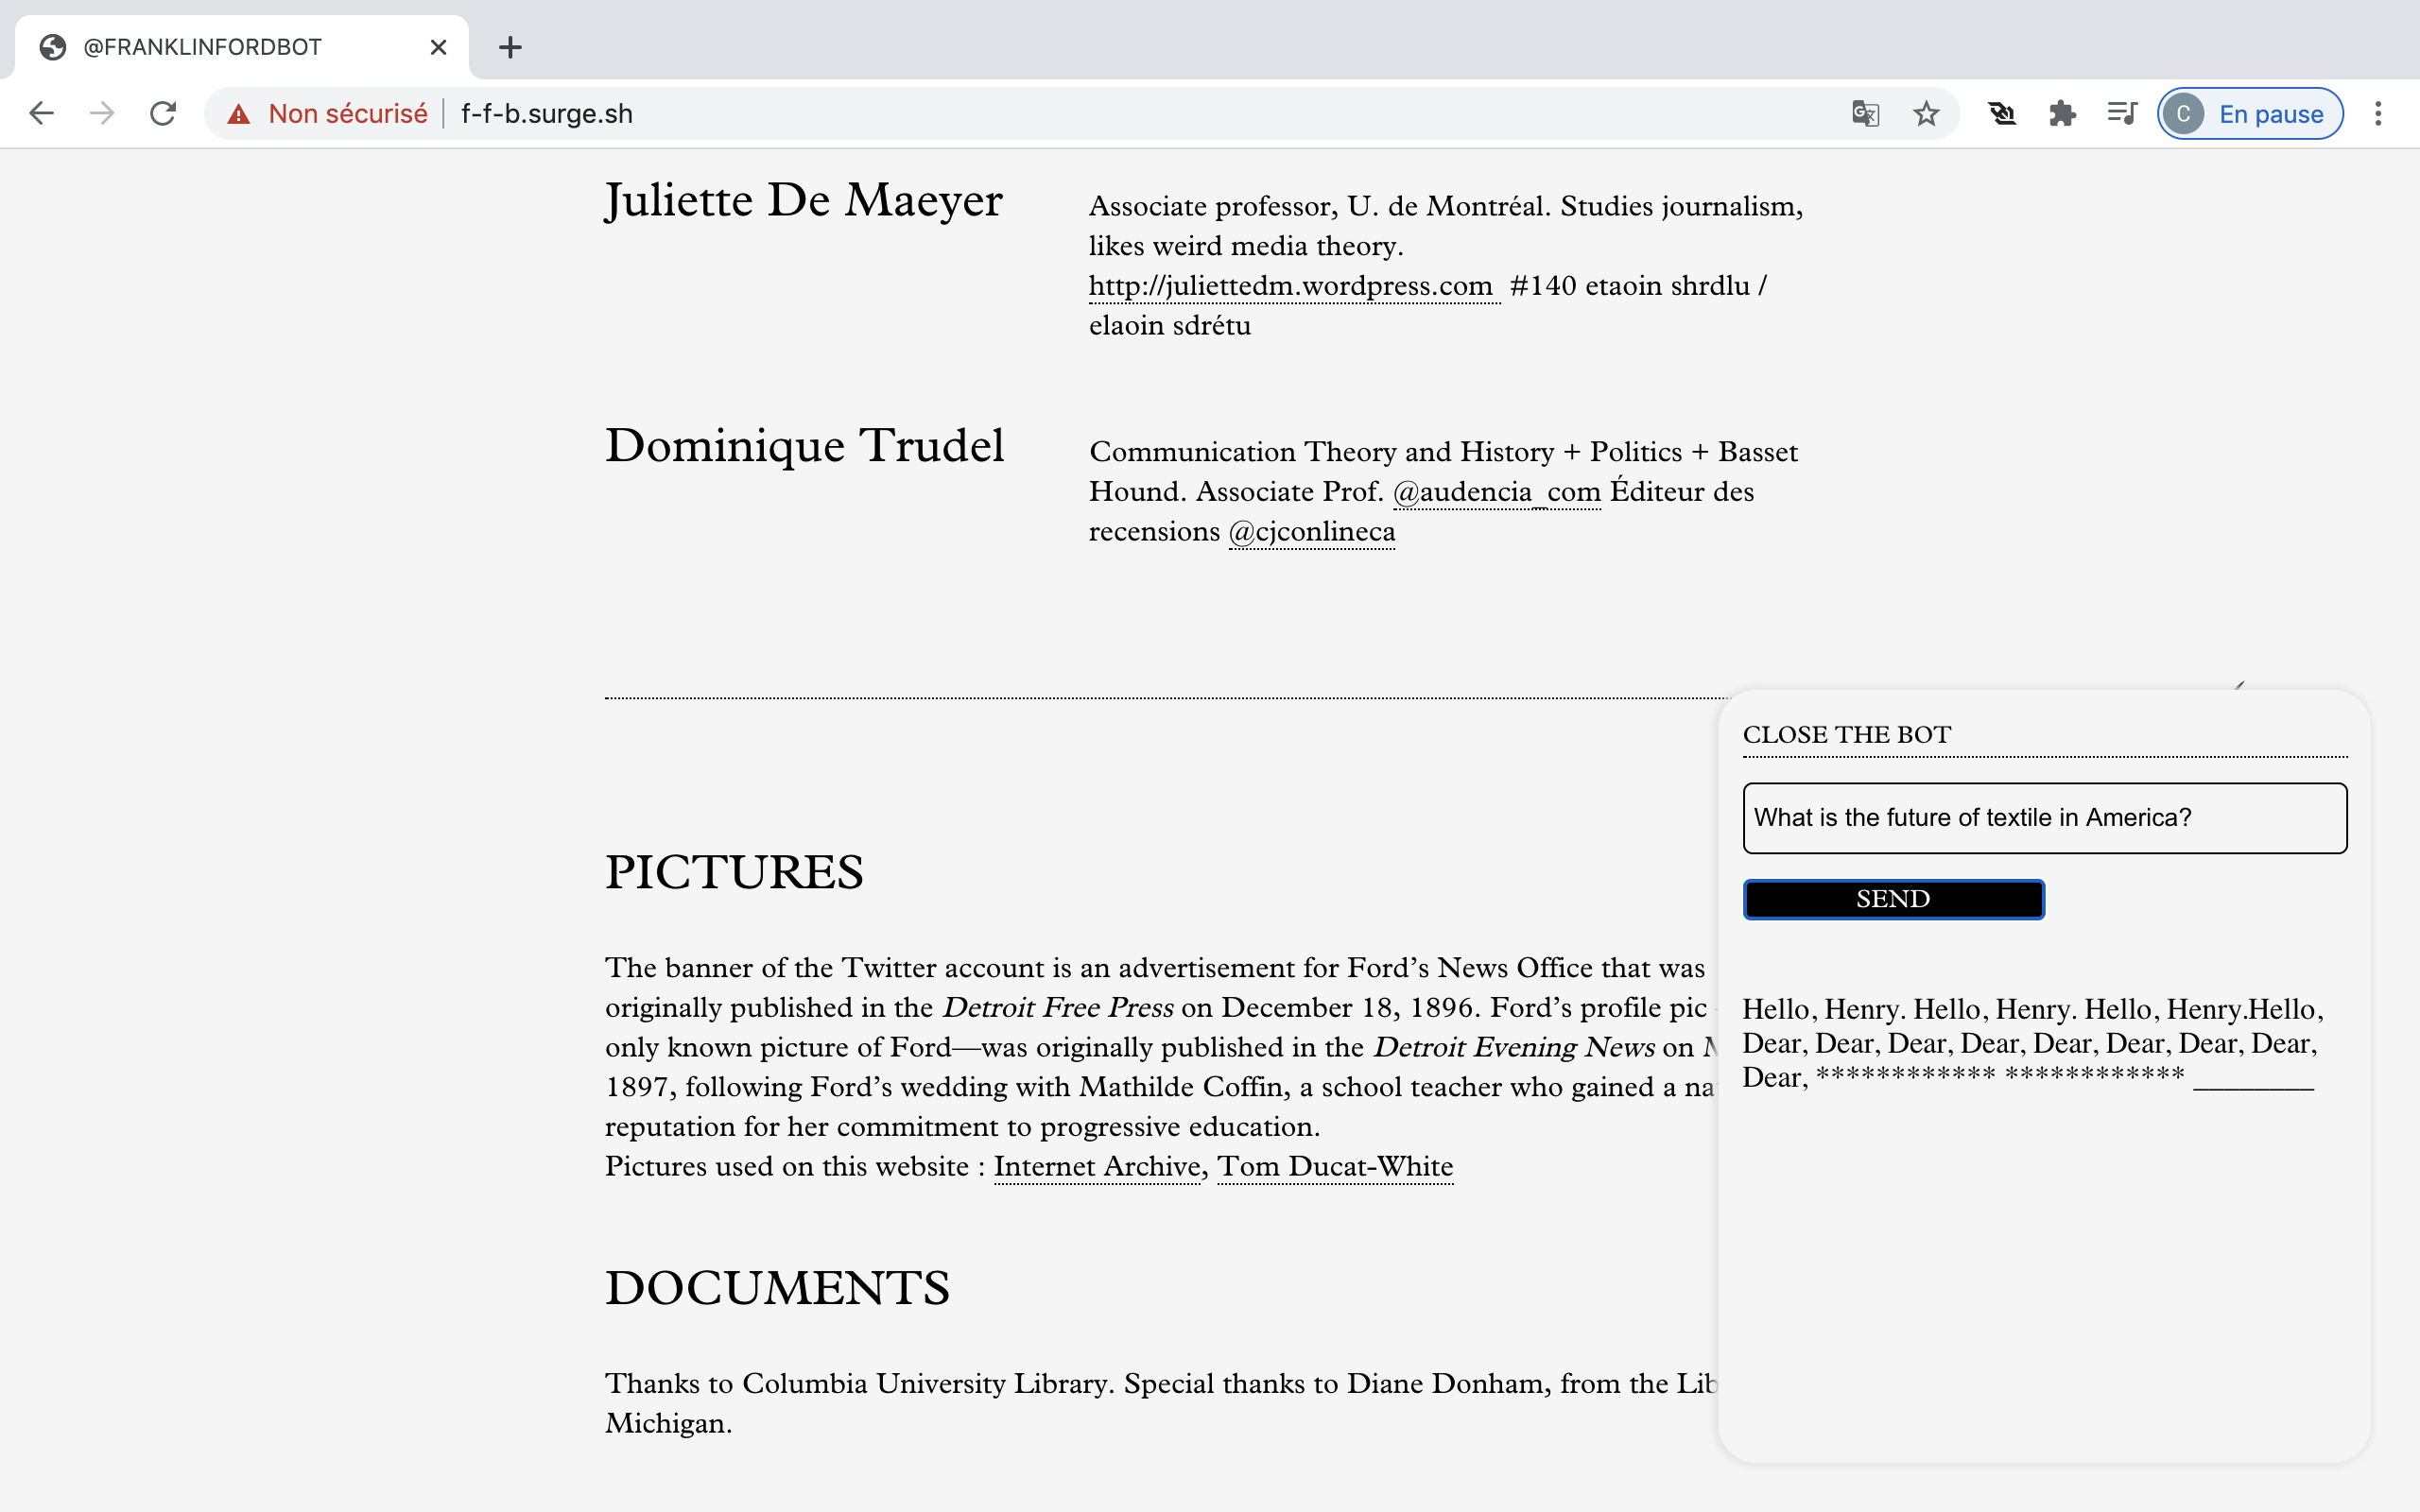 @FRANKLINFORDBOT
Non sécurisé
f-f-b.surge.sh
C
En pause
Juliette De Maeyer
Associate professor, U. de Montréal. Studies journalism,
likes weird media theory.
http://juliettedm.wordpress.com #140 etaoin shrdlu /
elaoin sdrétu
Dominique Trudel
Communication Theory and History + Politics + Basset
Hound. Associate Prof. @audencia_com Éditeur des
recensions @cjconlineca
PICTURES
The banner of the Twitter account is an advertisement for Ford’s News Office that was
originally published in the Detroit Free Press on December 18, 1896. Ford’s profile pic
only known picture of Ford—was originally published in the Detroit Evening News on
1897, following Ford’s wedding with Mathilde Coffin, a school teacher who gained a na
reputation for her commitment to progressive education.
Pictures used on this website : Internet Archive, Tom Ducat-White
DOCUMENTS
Thanks to Columbia University Library. Special thanks to Diane Donham, from the Lib
Michigan.
CLOSE THE BOT
What is the future of textile in America?
SEND
Hello, Henry. Hello, Henry. Hello, Henry.Hello,
Dear, Dear, Dear, Dear, Dear, Dear, Dear, Dear,
Dear, ************ ************ ________